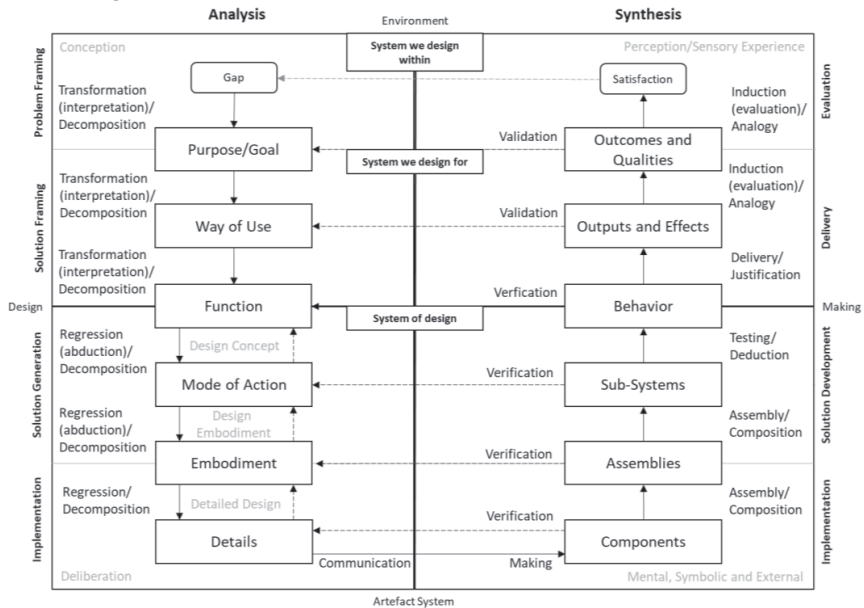 Analysis
Synthesis
Environment
Conception
System we design
within
Perception/Sensory Experience
Problem Framing
Gap
Satisfaction
Evaluation
Transformation
(interpretation)/
Decomposition
Induction
(evaluation)/
Analogy
Purpose/Goal
Validation
Outcomes and
Qualities
System we design for
Solution Framing
Transformation
(interpretation)/
Decomposition
Induction
(evaluation)/
Analogy
Way of Use
Validation
Outputs and Effects
Delivery
Transformation
(interpretation)/
Decomposition
Delivery/
Justification
Design
Function
Verfication
Behavior
Making
System of design
Solution Generation
Regression
(abduction)/
Decomposition
Design Concept
Testing/
Deduction
Solution Development
Mode of Action
Verification
Sub-Systems
Regression
(abduction)/
Decomposition
Design
Embodiment
Assembly/
Composition
Embodiment
Verification
Assemblies
Implementation
Regression/
Decomposition
Detailed Design
Assembly/
Composition
Implementation
Verification
Details
Components
Communication
Making
Deliberation
Mental, Symbolic and External
Artefact System